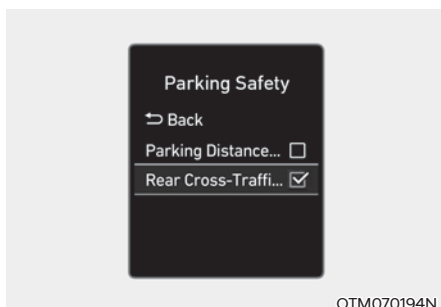 Parking Safety
⮌ Back
Parking Distance...
Rear Cross-Traffi...
OTM070194N